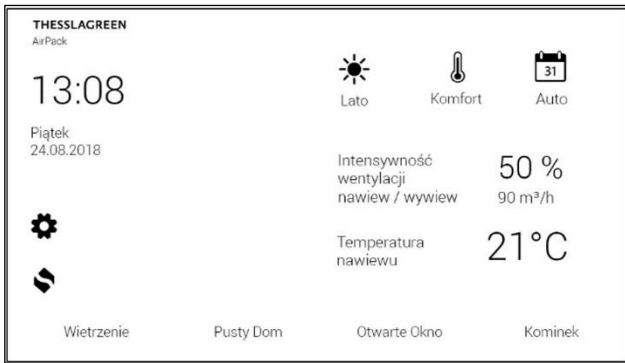 THESSLAGREEN
AirPack
13:08
Piątek
24.08.2018
31
Lato
Komfort
Auto
Intensywność
wentylacji
nawiew / wywiew
50 %
90 m³/h
Temperatura
nawiewu
21°C
Wietrzenie
Pusty Dom
Otwarte Okno
Kominek